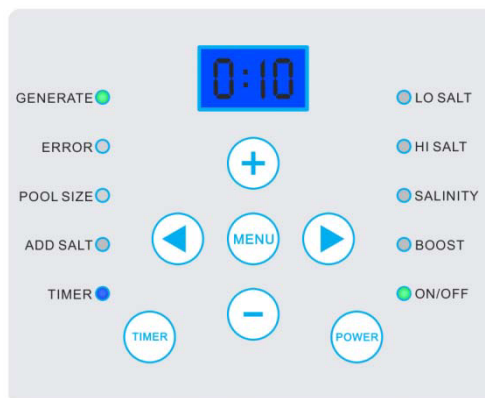 0:10
GENERATE
LO SALT
ERROR
HI SALT
POOL SIZE
SALINITY
ADD SALT
MENU
BOOST
TIMER
ON/OFF
TIMER
POWER